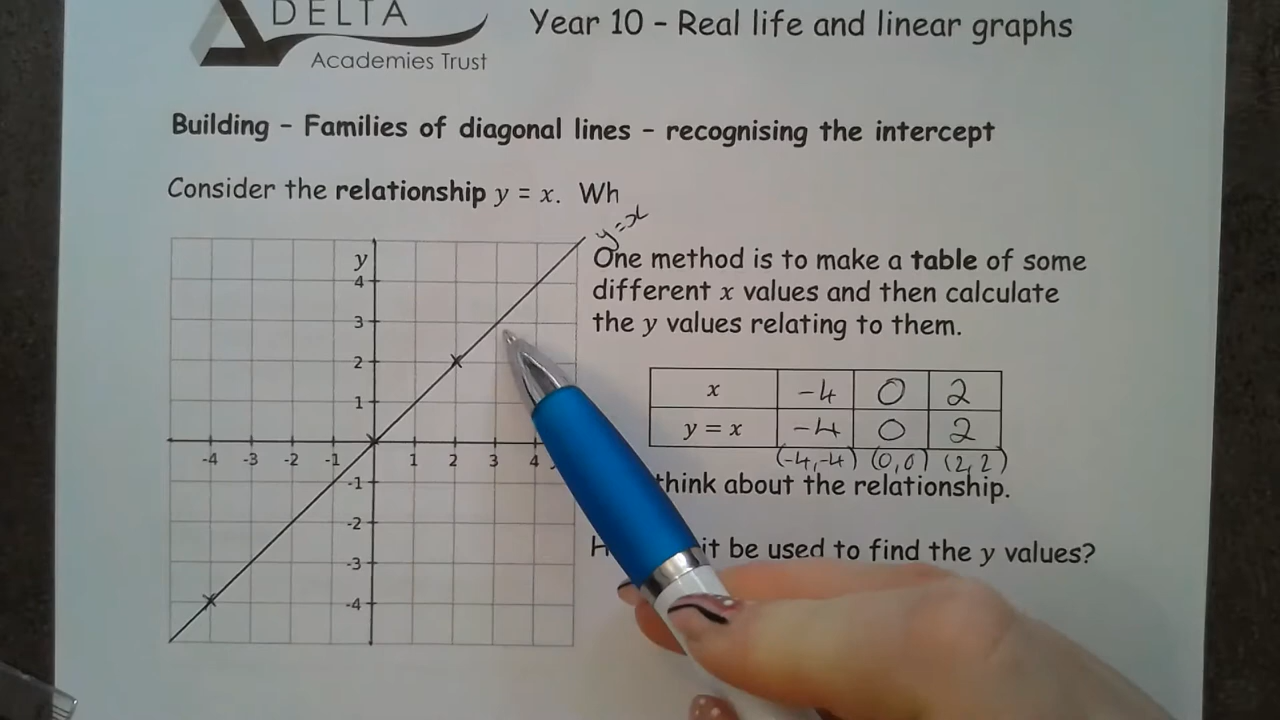 DELTA
Academies Trust
Year 10 – Real life and linear graphs
Building – Families of diagonal lines – recognising the intercept
Consider the relationship y = x. Wh
y=x
One method is to make a table of some
different x values and then calculate
the y values relating to them.
x -4 0 2
y = x -4 0 2
(-4,-4) (0,0) (2,2)
think about the relationship.
it be used to find the y values?
y
4
3
2
1
-4 -3 -2 -1 1 2 3 4
-1
-2
-3
-4